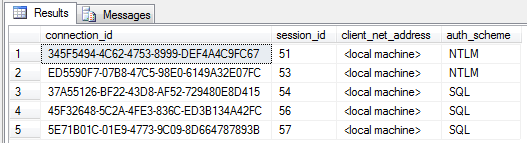 Results Messages
connection_id session_id client_net_address auth_scheme
1 345F5494-4C62-4753-8999-DEF4A4C9FC67 51 <local machine> NTLM
2 ED5590F7-07B8-47C5-98E0-6149A32E07FC 53 <local machine> NTLM
3 37A55126-BF22-43D8-AF52-729480E8D415 54 <local machine> SQL
4 45F32648-5C2A-4FE3-836C-ED3B134A42FC 56 <local machine> SQL
5 5E71B01C-01E9-4773-9C09-8D664787893B 57 <local machine> SQL